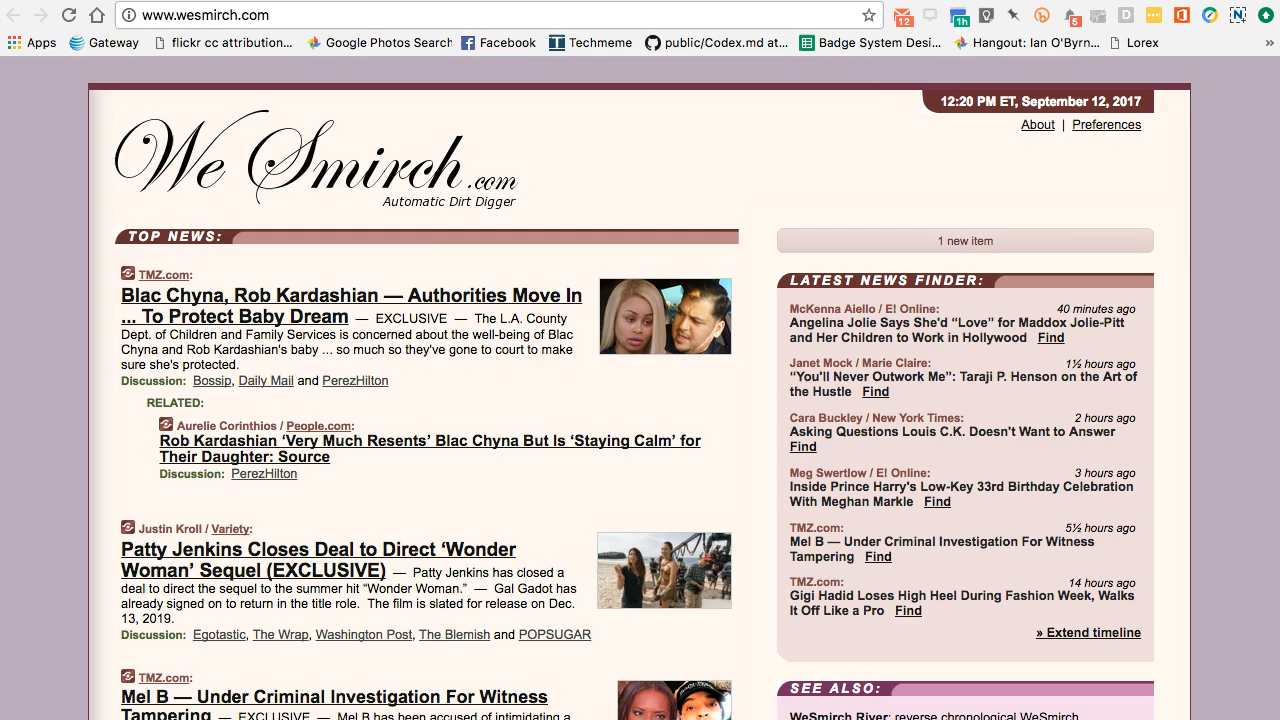 www.wesmirch.com
12
1h
5
Apps
Gateway
flickr cc attribution...
Google Photos Search
Facebook
Techmeme
public/Codex.md at...
Badge System Desi...
Hangout: Ian O'Byrn...
Lorex
»
12:20 PM ET, September 12, 2017
About | Preferences
We Smirch.com
Automatic Dirt Digger
TOP NEWS:
TMZ.com:
Blac Chyna, Rob Kardashian — Authorities Move In
... To Protect Baby Dream — EXCLUSIVE — The L.A. County
Dept. of Children and Family Services is concerned about the well-being of Blac
Chyna and Rob Kardashian's baby ... so much so they've gone to court to make
sure she's protected.
Discussion: Bossip, Daily Mail and PerezHilton
RELATED:
Aurelie Corinthios / People.com:
Rob Kardashian ‘Very Much Resents’ Blac Chyna But Is ‘Staying Calm’ for
Their Daughter: Source
Discussion: PerezHilton
Justin Kroll / Variety:
Patty Jenkins Closes Deal to Direct ‘Wonder
Woman’ Sequel (EXCLUSIVE) — Patty Jenkins has closed a
deal to direct the sequel to the summer hit “Wonder Woman.” — Gal Gadot has
already signed on to return in the title role. The film is slated for release on Dec.
13, 2019.
Discussion: Egotastic, The Wrap, Washington Post, The Blemish and POPSUGAR
TMZ.com:
Mel B — Under Criminal Investigation For Witness
Tampering — EXCLUSIVE — Mel B has been accused of intimidating a
1 new item
LATEST NEWS FINDER:
McKenna Aiello / E! Online: 40 minutes ago
Angelina Jolie Says She'd “Love” for Maddox Jolie-Pitt
and Her Children to Work in Hollywood Find
Janet Mock / Marie Claire: 1½ hours ago
“You'll Never Outwork Me”: Taraji P. Henson on the Art of
the Hustle Find
Cara Buckley / New York Times: 2 hours ago
Asking Questions Louis C.K. Doesn't Want to Answer
Find
Meg Swertlow / E! Online: 3 hours ago
Inside Prince Harry's Low-Key 33rd Birthday Celebration
With Meghan Markle Find
TMZ.com: 5½ hours ago
Mel B — Under Criminal Investigation For Witness
Tampering Find
TMZ.com: 14 hours ago
Gigi Hadid Loses High Heel During Fashion Week, Walks
It Off Like a Pro Find
» Extend timeline
SEE ALSO:
WeSmirch River: reverse chronological WeSmirch